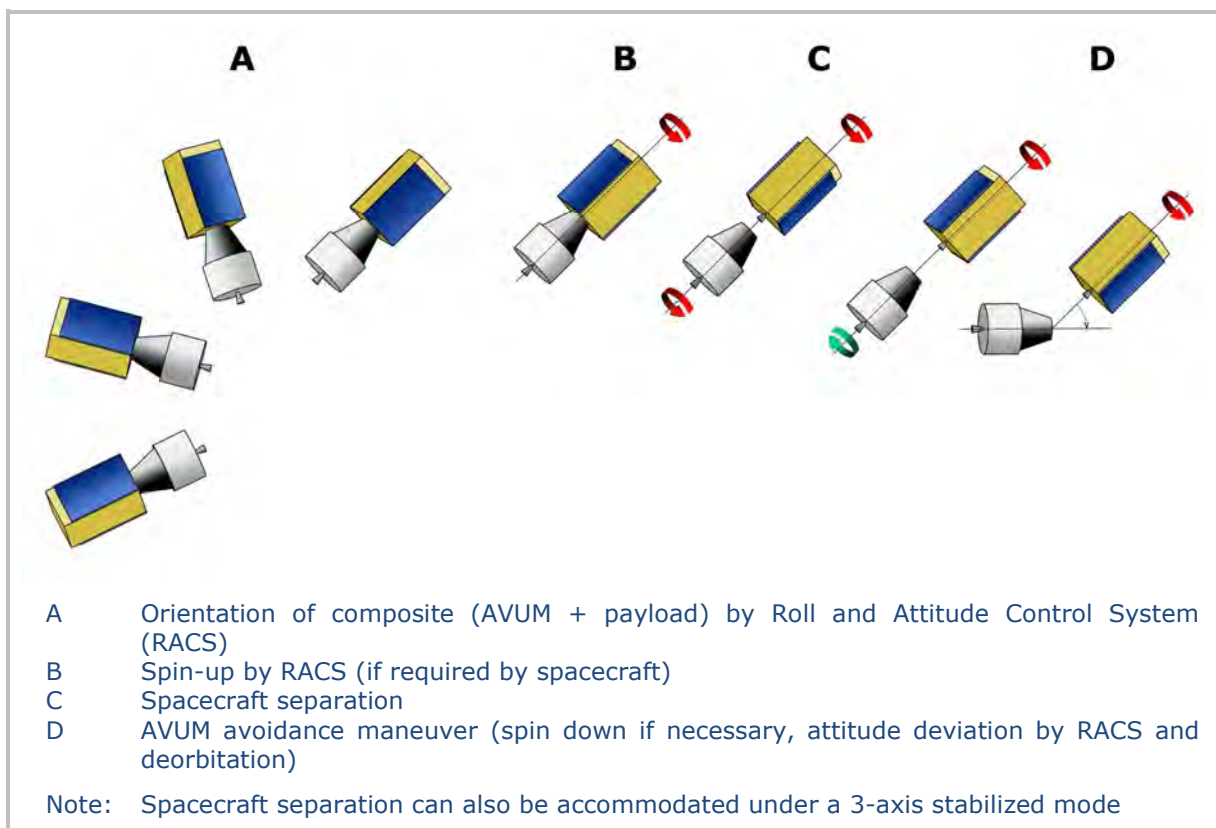 A B C D
A Orientation of composite (AVUM + payload) by Roll and Attitude Control System
(RACS)
B Spin-up by RACS (if required by spacecraft)
C Spacecraft separation
D AVUM avoidance maneuver (spin down if necessary, attitude deviation by RACS and
deorbitation)
Note: Spacecraft separation can also be accommodated under a 3-axis stabilized mode